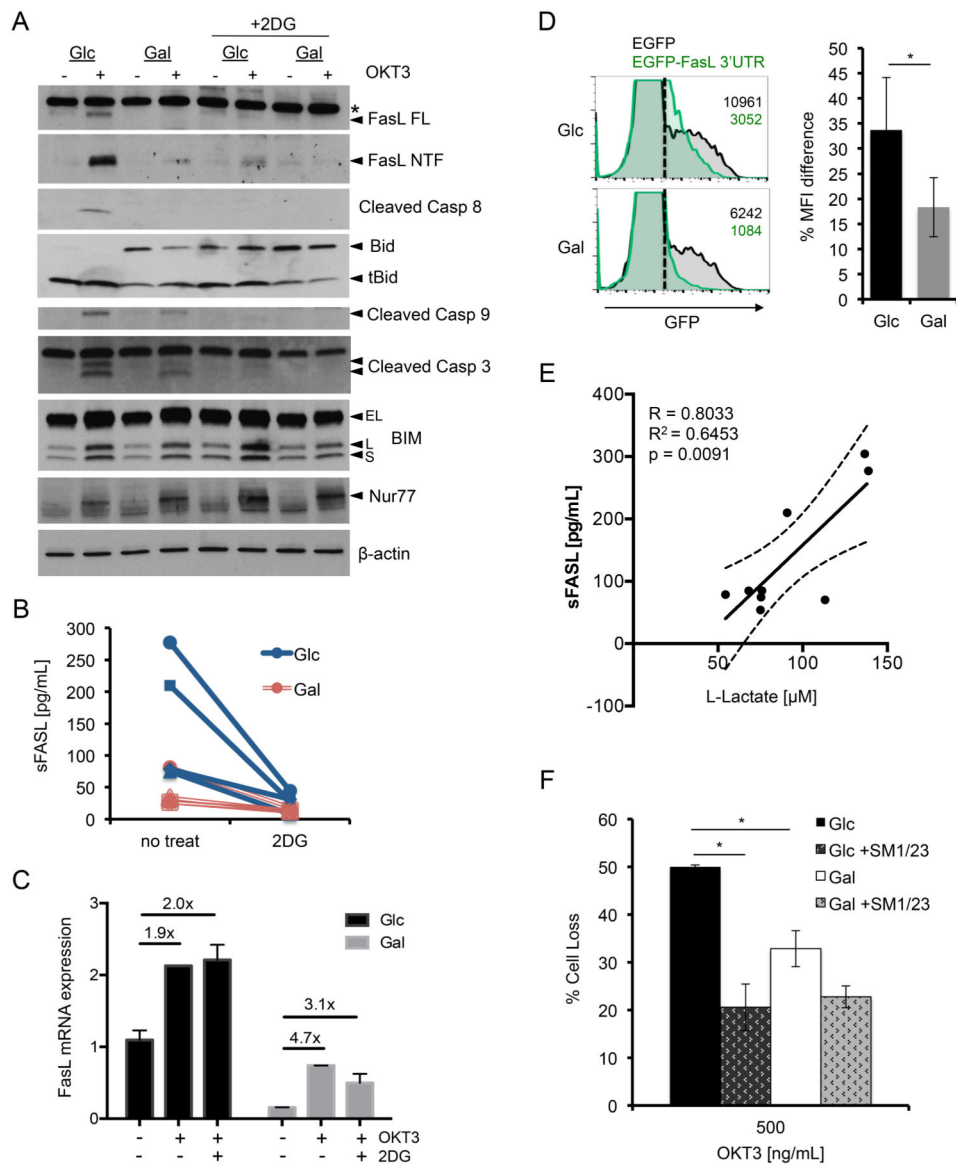 A
+2DG
Glc Gal Glc Gal
- + - + - + - + OKT3
*
FasL FL
FasL NTF
Cleaved Casp 8
Bid
tBid
Cleaved Casp 9
Cleaved Casp 3
EL
L BIM
S
Nur77
β-actin
B
sFASL [pg/mL]
300
250
200
150
100
50
0
no treat 2DG
Glc
Gal
C
FasL mRNA expression
3
2
1
0
2.0x
1.9x
3.1x
4.7x
Glc
Gal
- + + - + + OKT3
- - + - - + 2DG
D
EGFP
EGFP-FasL 3'UTR
Glc
10961
3052
Gal
6242
1084
GFP
% MFI difference
50
45
40
35
30
25
20
15
10
5
0
*
Glc Gal
E
R = 0.8033
R² = 0.6453
p = 0.0091
sFASL [pg/mL]
400
300
200
100
0
-100
50 100 150
L-Lactate [µM]
F
% Cell Loss
60
50
40
30
20
10
0
*
*
Glc
Glc +SM1/23
Gal
Gal +SM1/23
500
OKT3 [ng/mL]